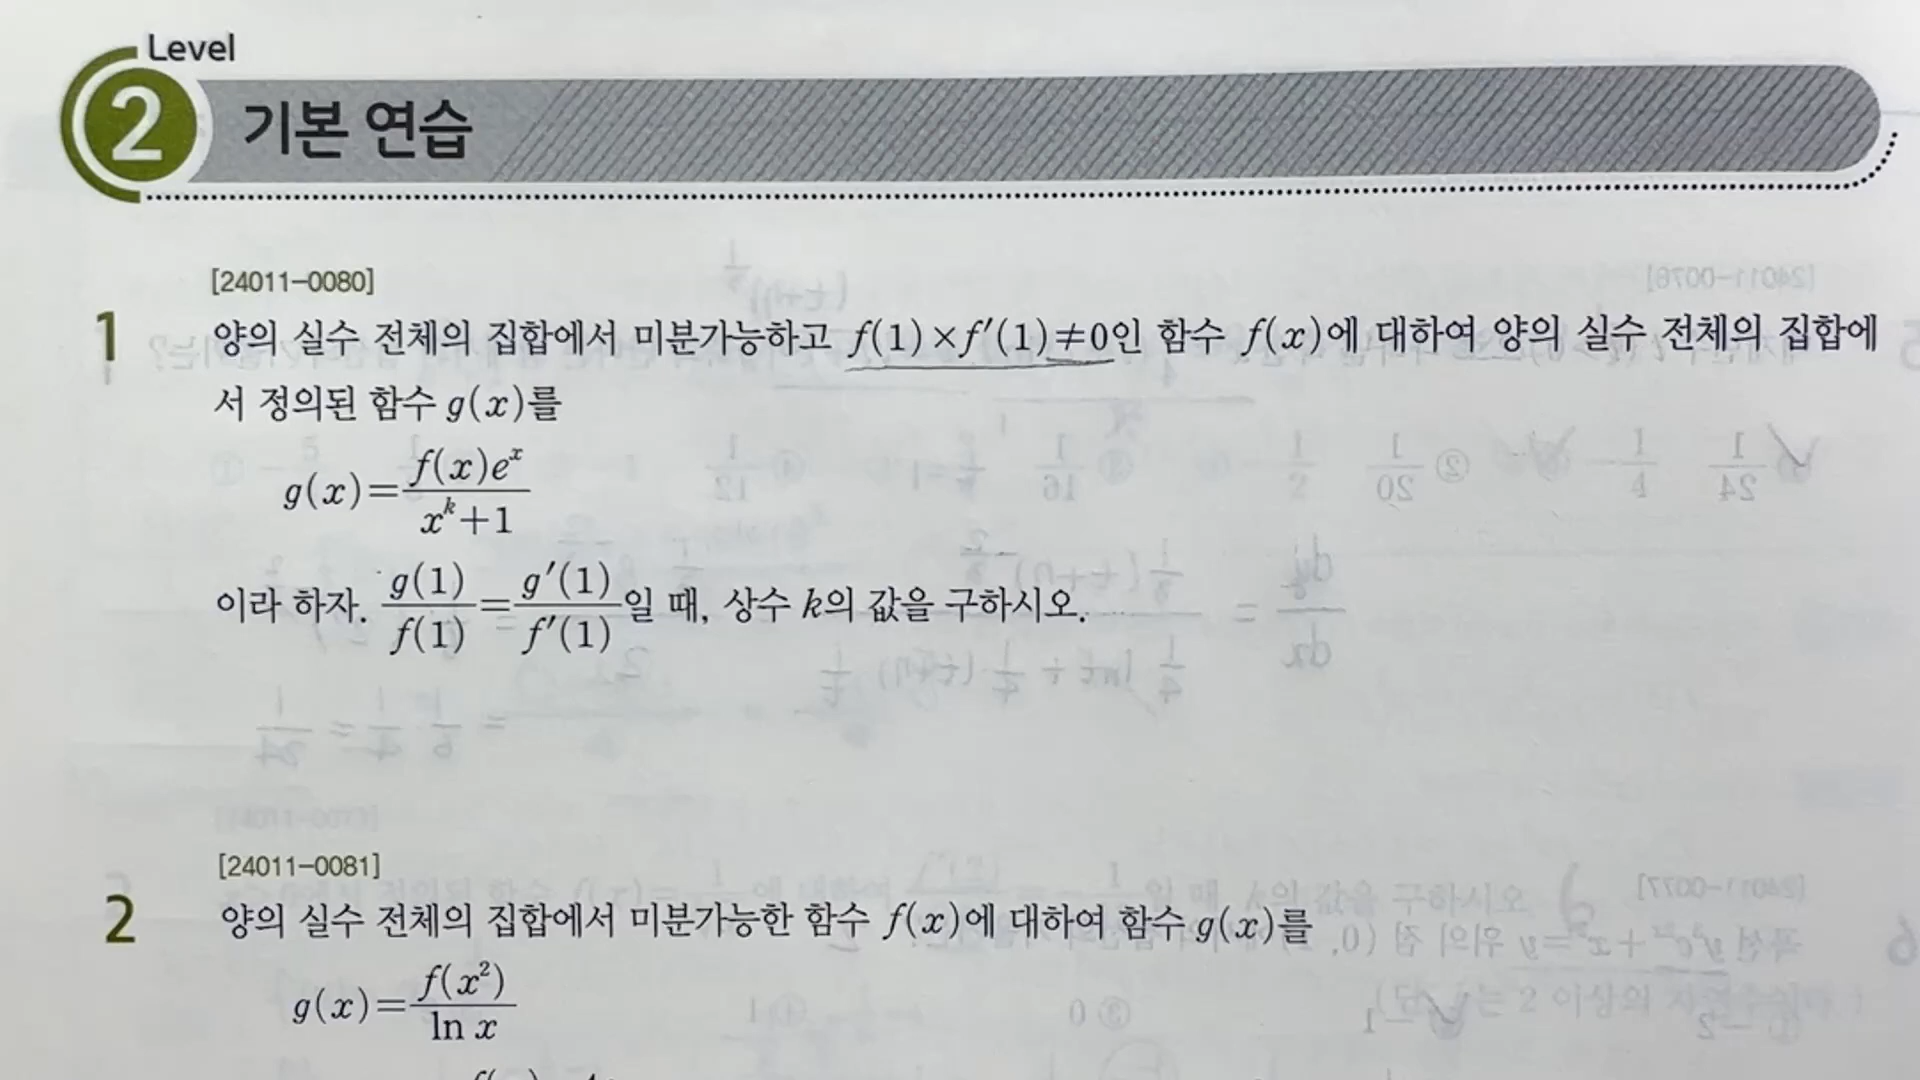 Level
2 기본 연습
[24011-0080]
1 양의 실수 전체의 집합에서 미분가능하고 f(1)×f′(1)≠0인 함수 f(x)에 대하여 양의 실수 전체의 집합에
서 정의된 함수 g(x)를
g(x)=f(x)e^x/(x^k+1)
이라 하자. g(1)/f(1)=g′(1)/f′(1)일 때, 상수 k의 값을 구하시오.
[24011-0081]
2 양의 실수 전체의 집합에서 미분가능한 함수 f(x)에 대하여 함수 g(x)를
g(x)=f(x²)/ln x